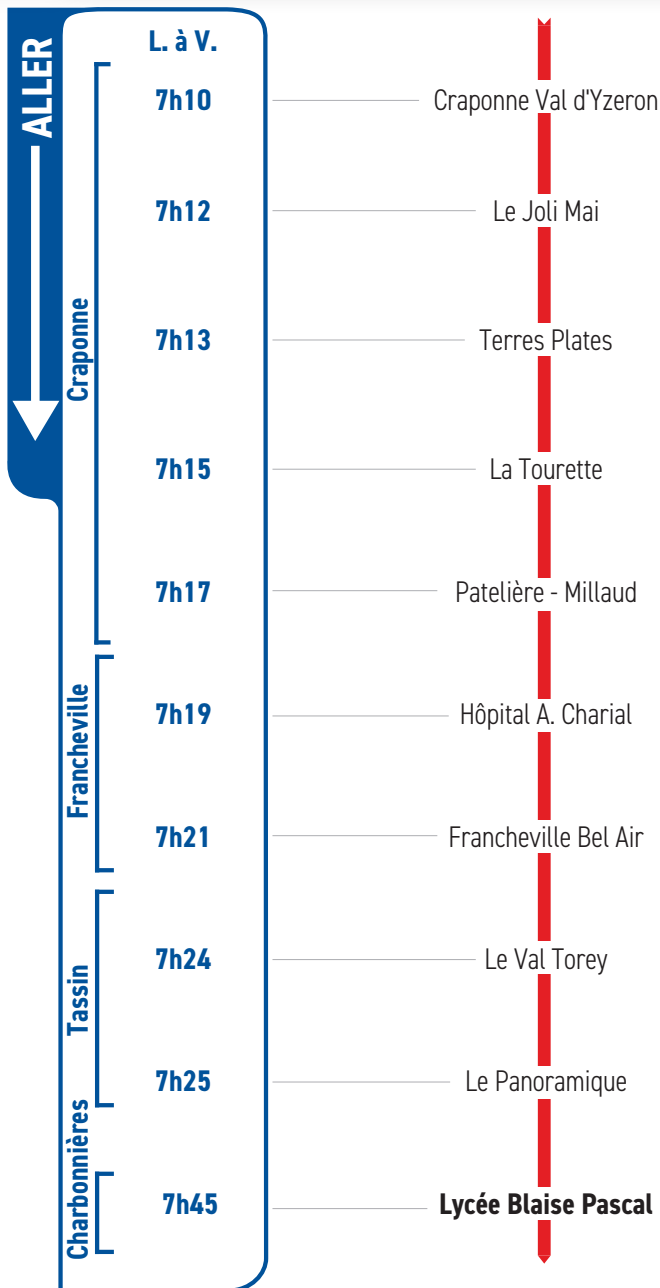 ALLER
L. à V.
Craponne
7h10 Craponne Val d'Yzeron
7h12 Le Joli Mai
7h13 Terres Plates
7h15 La Tourette
7h17 Patelière - Millaud
Francheville
7h19 Hôpital A. Charial
7h21 Francheville Bel Air
Tassin
7h24 Le Val Torey
7h25 Le Panoramique
Charbonnières
7h45 Lycée Blaise Pascal